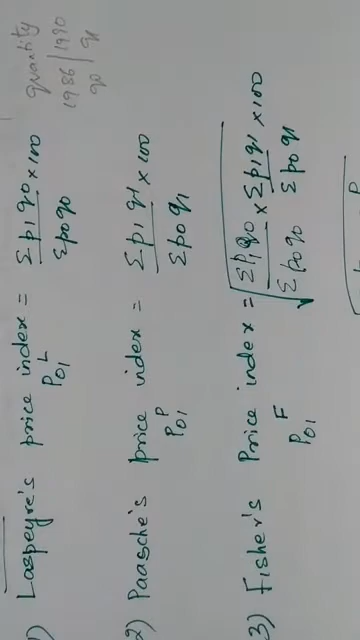 quantity
1986 | 1990
q0 | q1
1) Laspeyre's price index = Σp1q0 × 100
P01 L Σp0q0
2) Paasche's price index = Σp1q1 × 100
P01 P Σp0q1
3) Fisher's Price index = √Σp1q0 × Σp1q1 × 100
P01 F Σp0q0 Σp0q1